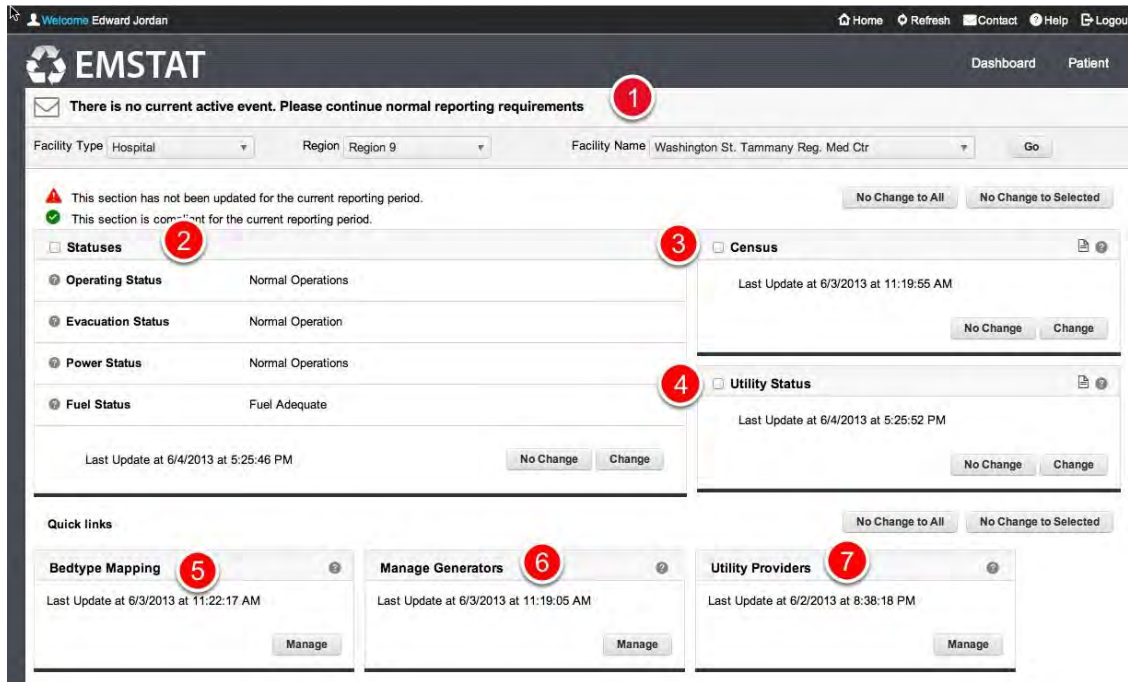 Welcome Edward Jordan Home Refresh Contact Help Logou
EMSTAT Dashboard Patient
There is no current active event. Please continue normal reporting requirements 1
Facility Type Hospital Region Region 9 Facility Name Washington St. Tammany Reg. Med Ctr Go
This section has not been updated for the current reporting period. No Change to All No Change to Selected
This section is compliant for the current reporting period.
Statuses 2
Operating Status Normal Operations
Evacuation Status Normal Operation
Power Status Normal Operations
Fuel Status Fuel Adequate
Last Update at 6/4/2013 at 5:25:46 PM No Change Change
3 Census
Last Update at 6/3/2013 at 11:19:55 AM
No Change Change
4 Utility Status
Last Update at 6/4/2013 at 5:25:52 PM
No Change Change
Quick links No Change to All No Change to Selected
Bedtype Mapping 5
Last Update at 6/3/2013 at 11:22:17 AM
Manage
Manage Generators 6
Last Update at 6/3/2013 at 11:19:05 AM
Manage
Utility Providers 7
Last Update at 6/2/2013 at 8:38:18 PM
Manage